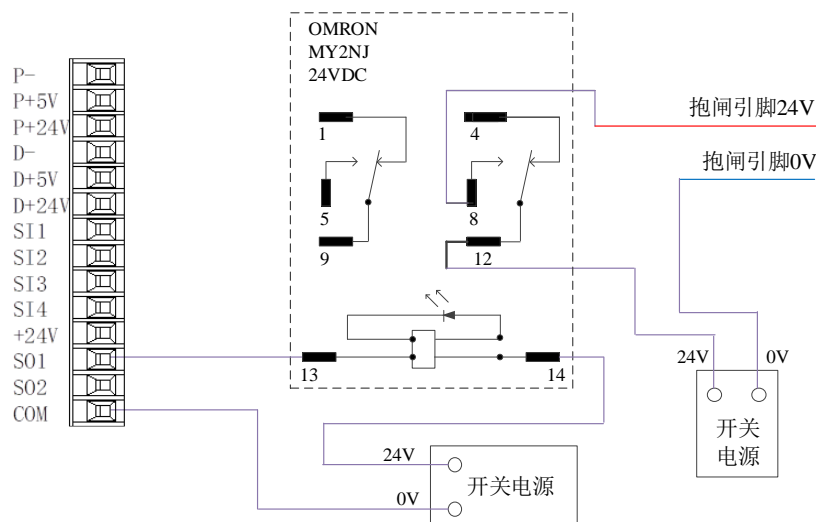 P-
P+5V
P+24V
D-
D+5V
D+24V
SI1
SI2
SI3
SI4
+24V
SO1
SO2
COM
OMRON
MY2NJ
24VDC
1
4
5
8
9
12
13
14
抱闸引脚24V
抱闸引脚0V
24V
0V
开关
电源
24V
0V
开关电源